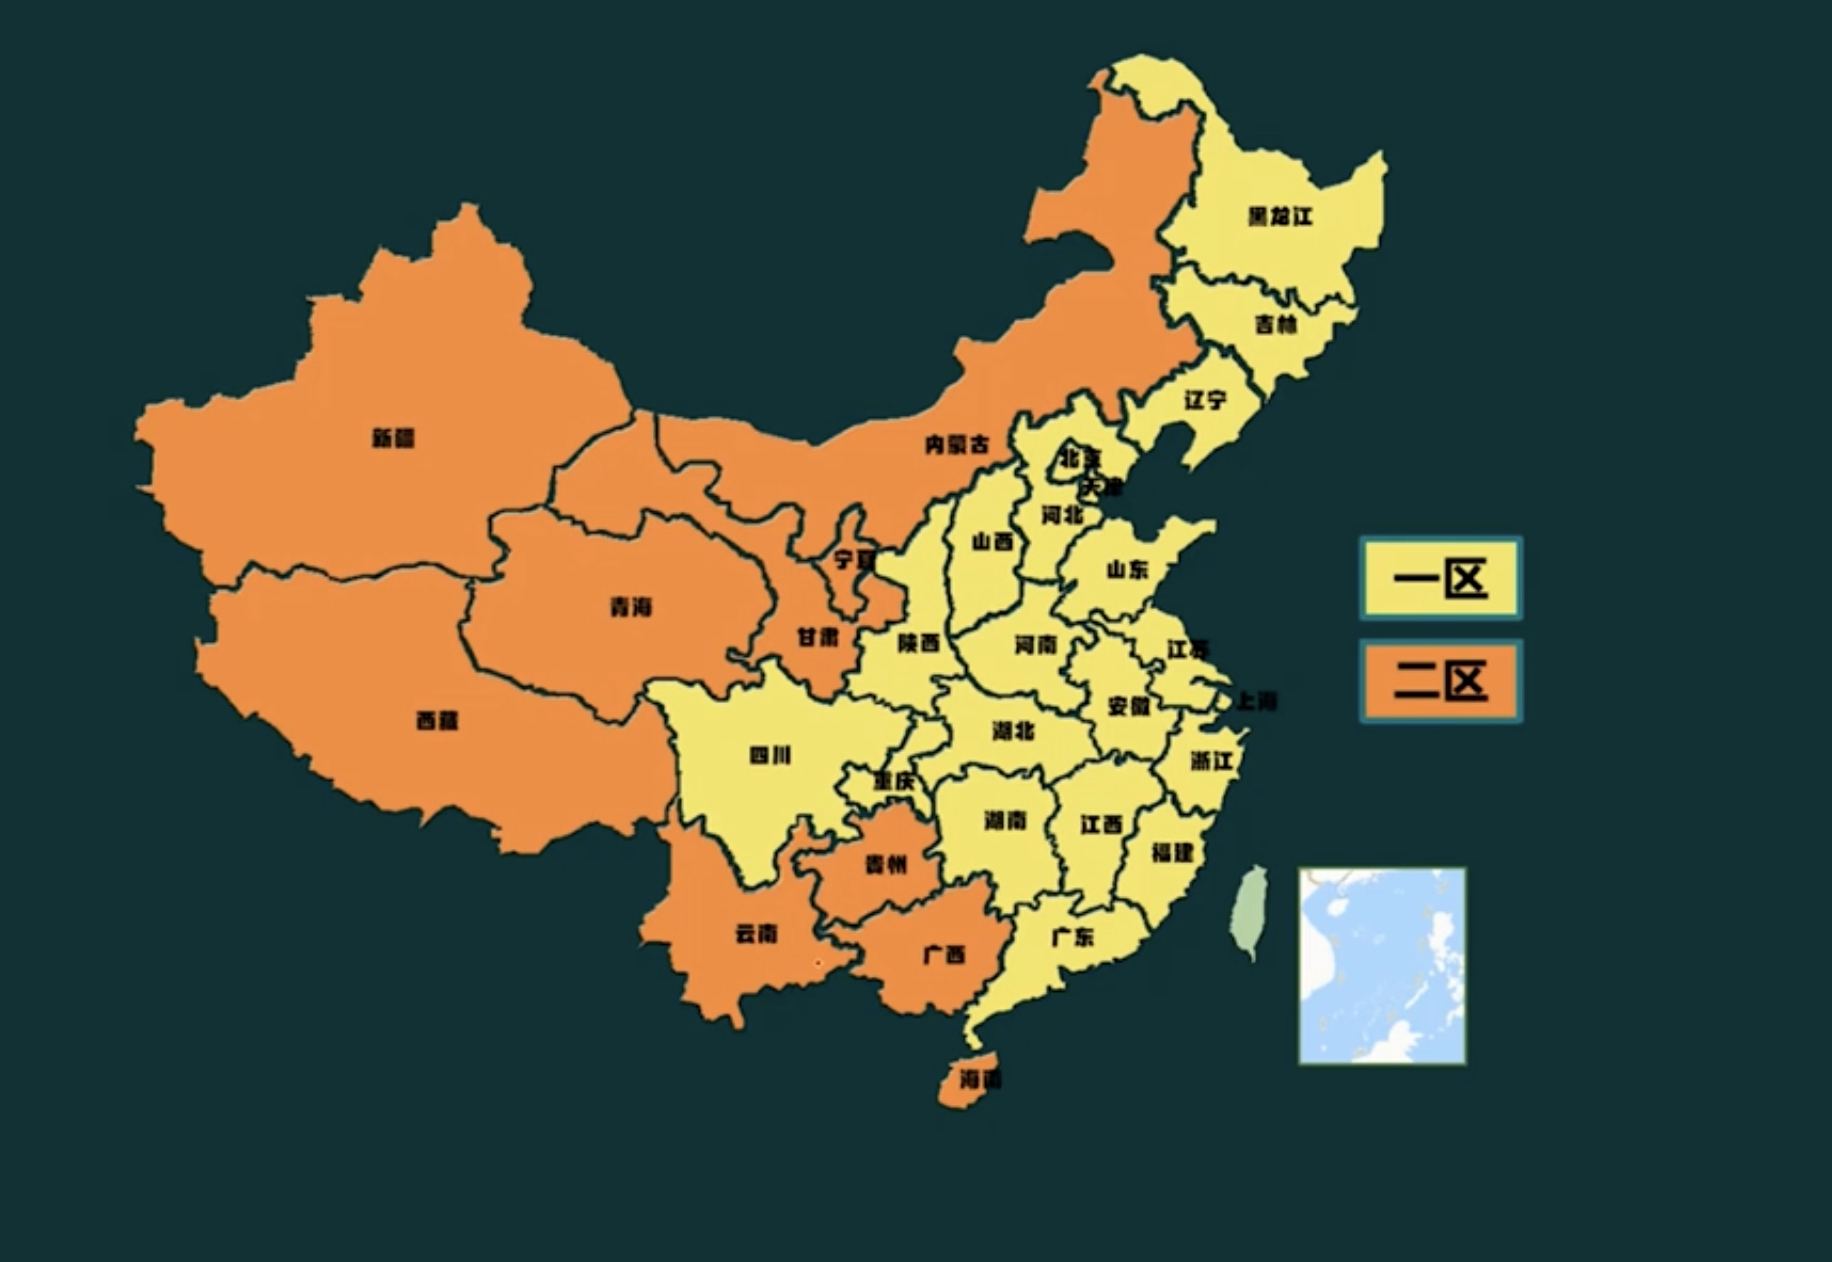 黑龙江
吉林
辽宁
新疆
内蒙古
北京
天津
河北
山西
宁夏
山东
一区
青海
甘肃
陕西
河南
江苏
二区
西藏
安徽
上海
湖北
四川
浙江
重庆
湖南
江西
福建
贵州
云南
广东
广西
海南